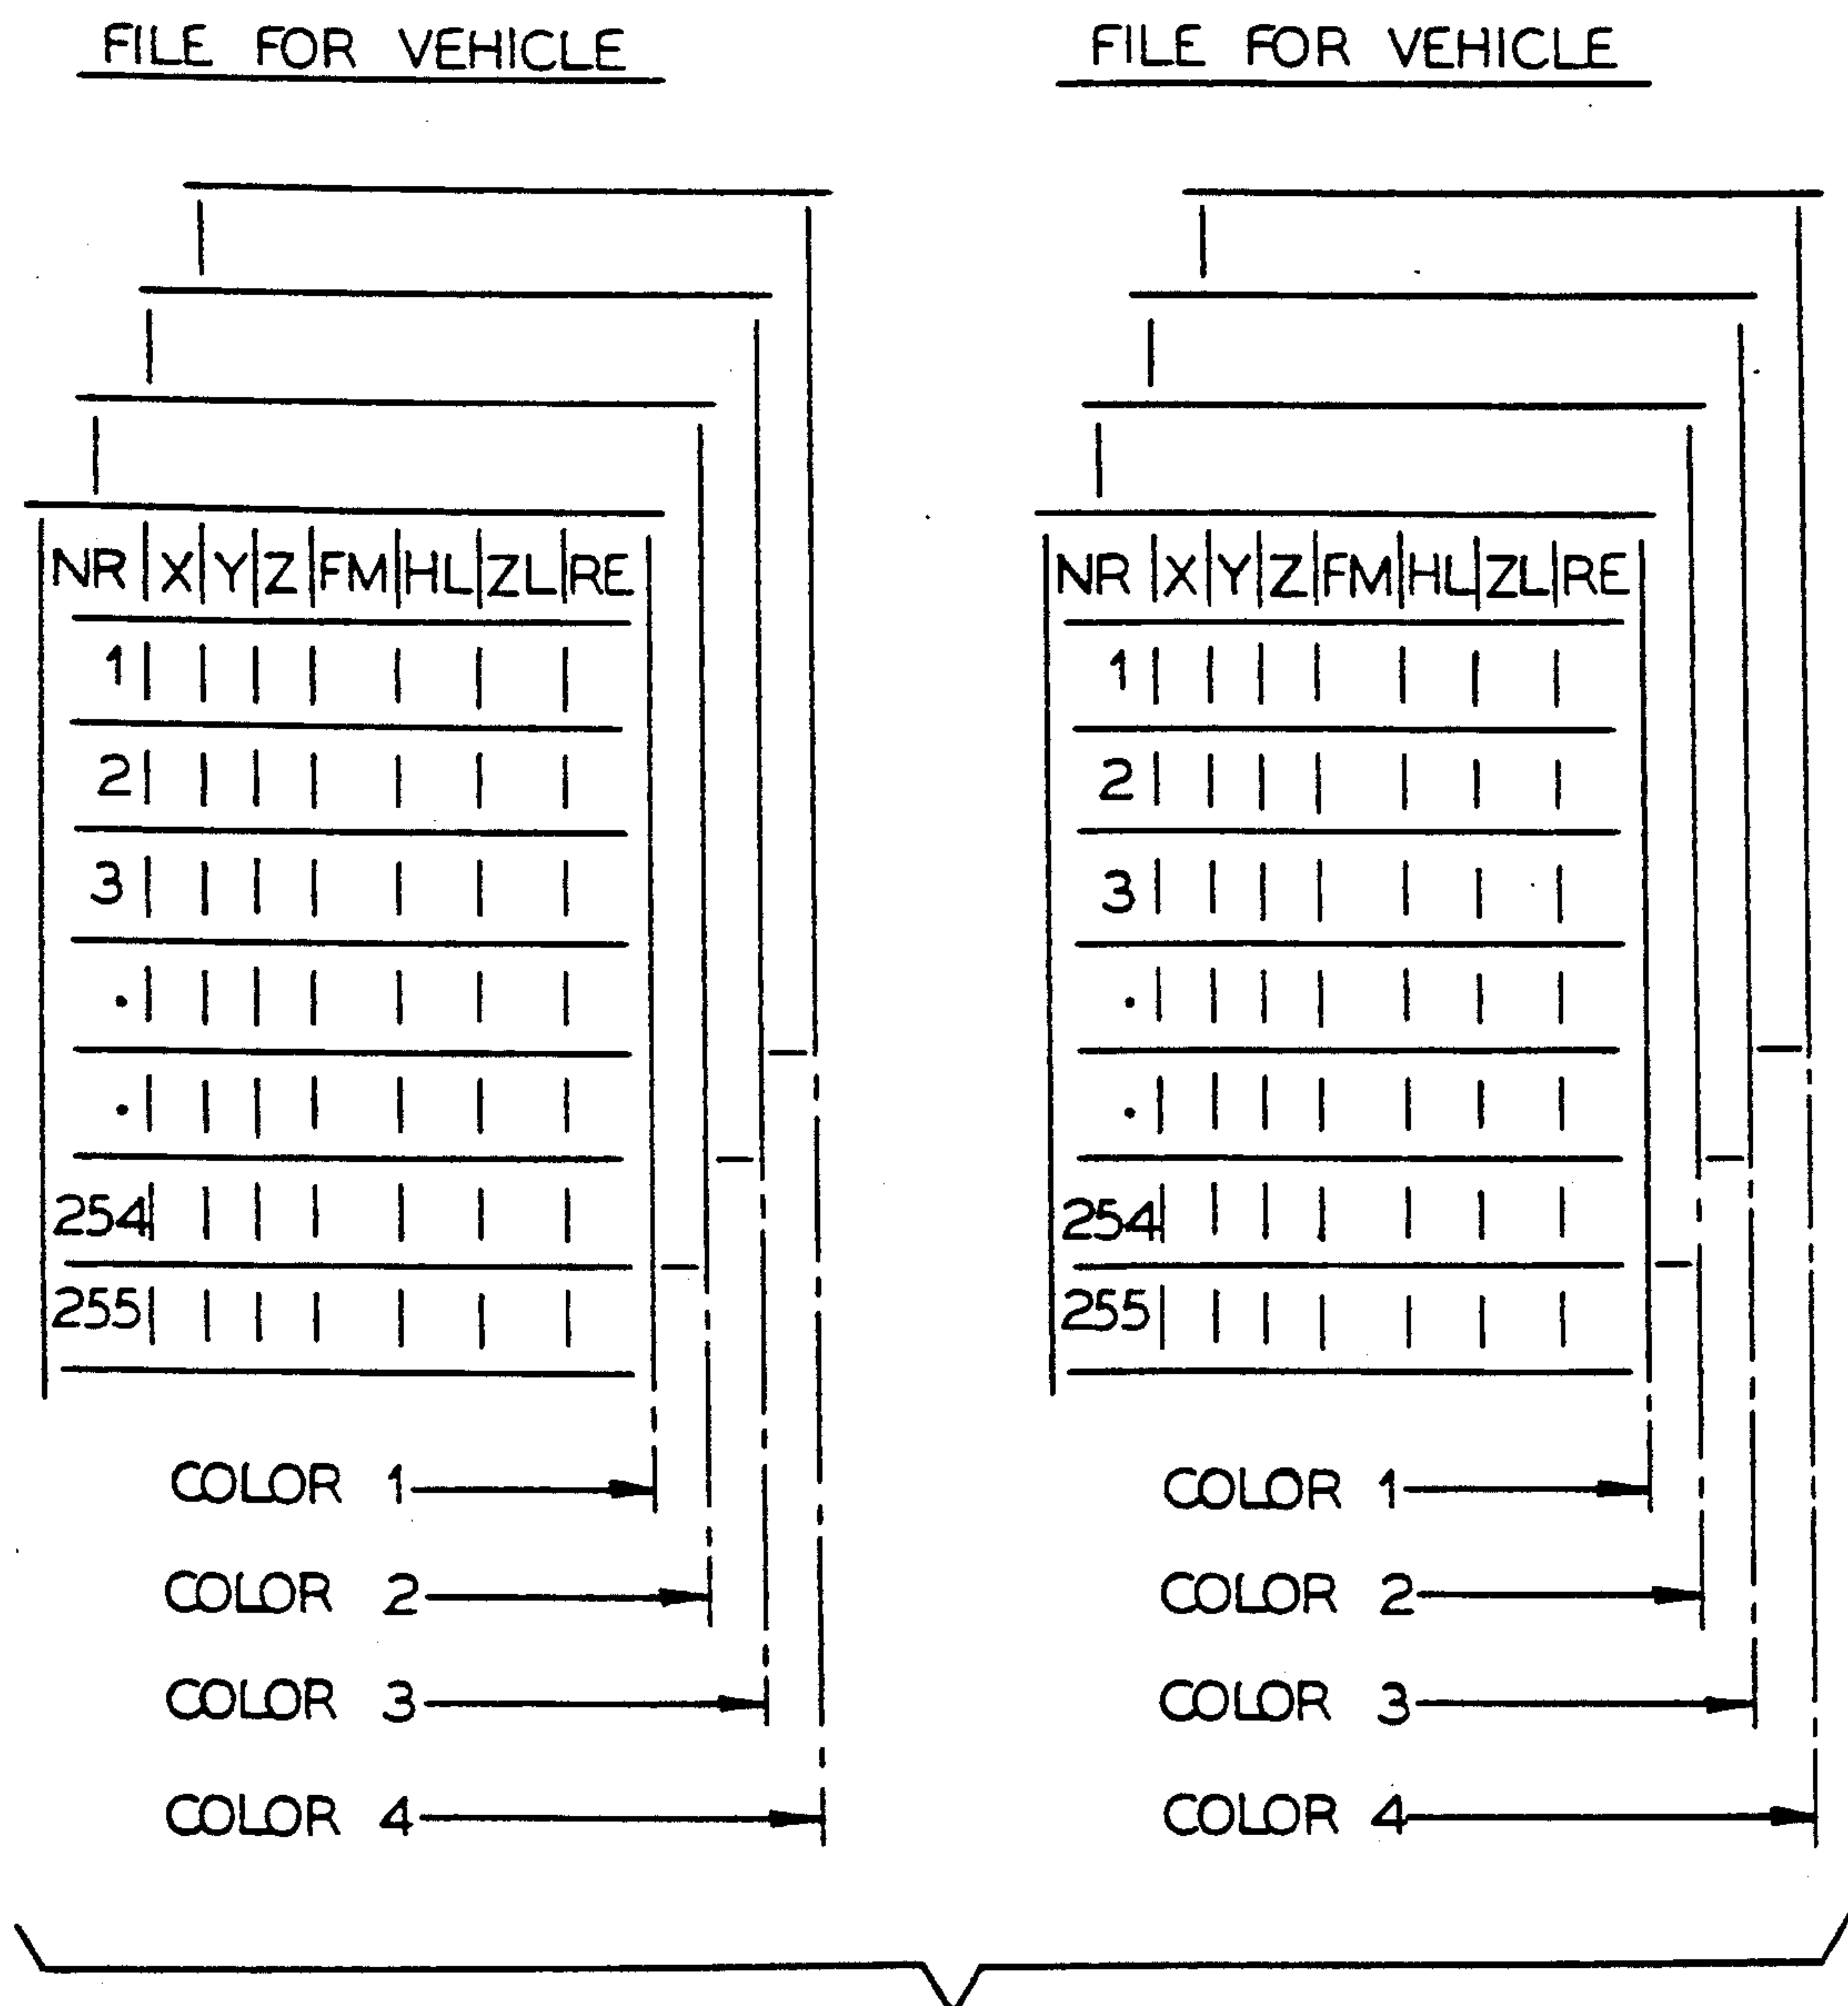 FILE FOR VEHICLE
NR X Y Z FM HL ZL RE
1
2
3
.
.
254
255
COLOR 1
COLOR 2
COLOR 3
COLOR 4
FILE FOR VEHICLE
NR X Y Z FM HL ZL RE
1
2
3
.
.
254
255
COLOR 1
COLOR 2
COLOR 3
COLOR 4